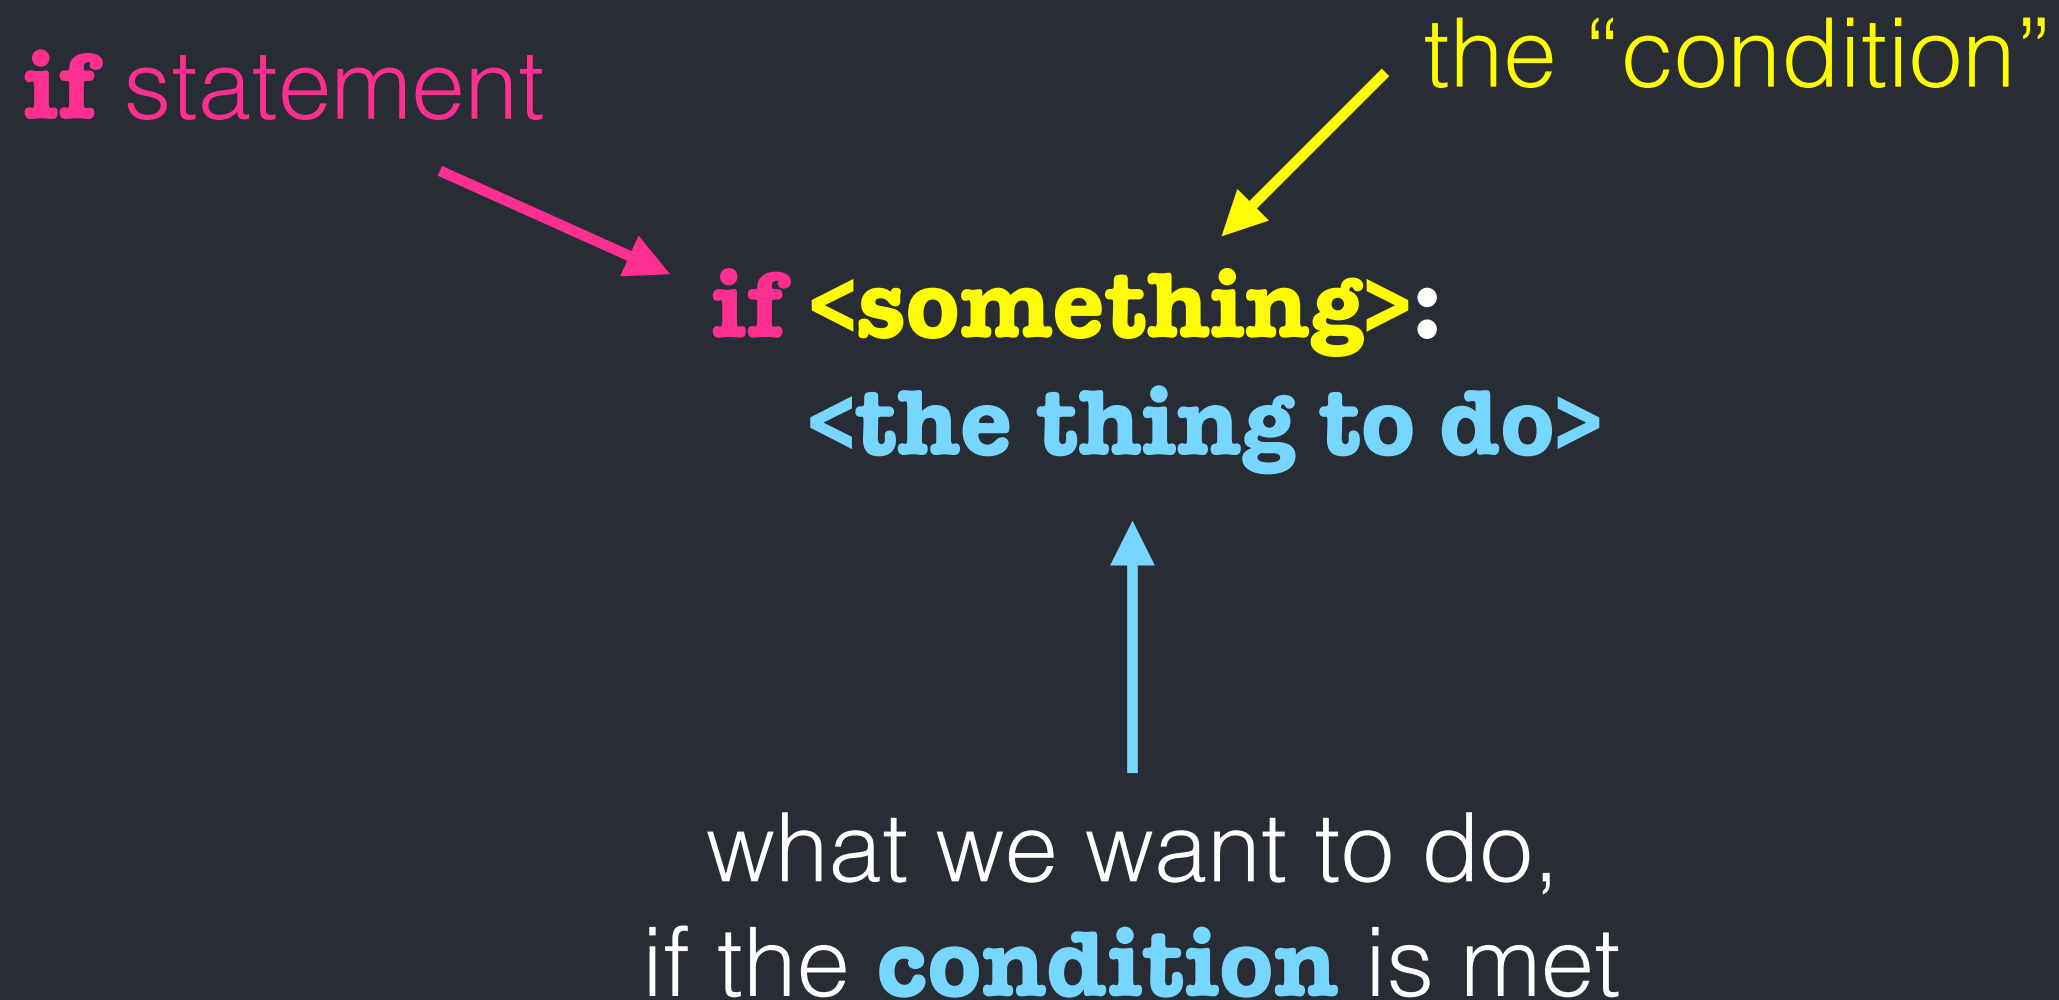 if statement
the “condition”
if <something>:
<the thing to do>
what we want to do,
if the condition is met